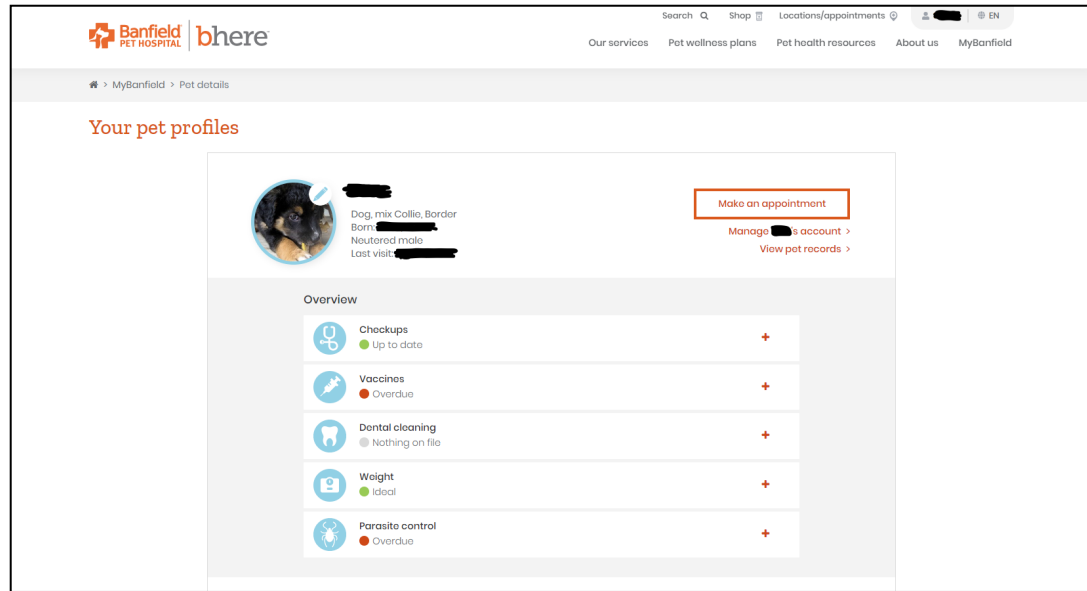 Search Shop Locations/appointments EN
Banfield
PET HOSPITAL
bhere
Our services Pet wellness plans Pet health resources About us MyBanfield
> MyBanfield > Pet details
Your pet profiles
Dog, mix Collie, Border
Born:
Neutered male
Last visit:
Make an appointment
Manage 's account >
View pet records >
Overview
Checkups
Up to date
Vaccines
Overdue
Dental cleaning
Nothing on file
Weight
Ideal
Parasite control
Overdue